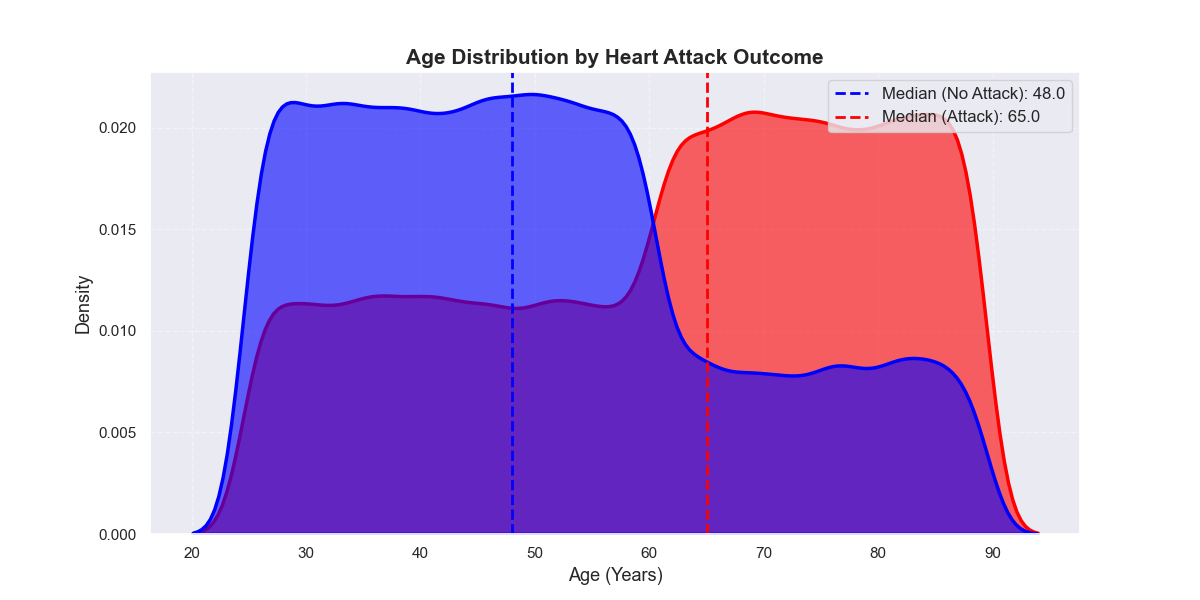 Age Distribution by Heart Attack Outcome
Median (No Attack): 48.0
Median (Attack): 65.0
0.020
0.015
0.010
0.005
0.000
Density
20 30 40 50 60 70 80 90
Age (Years)